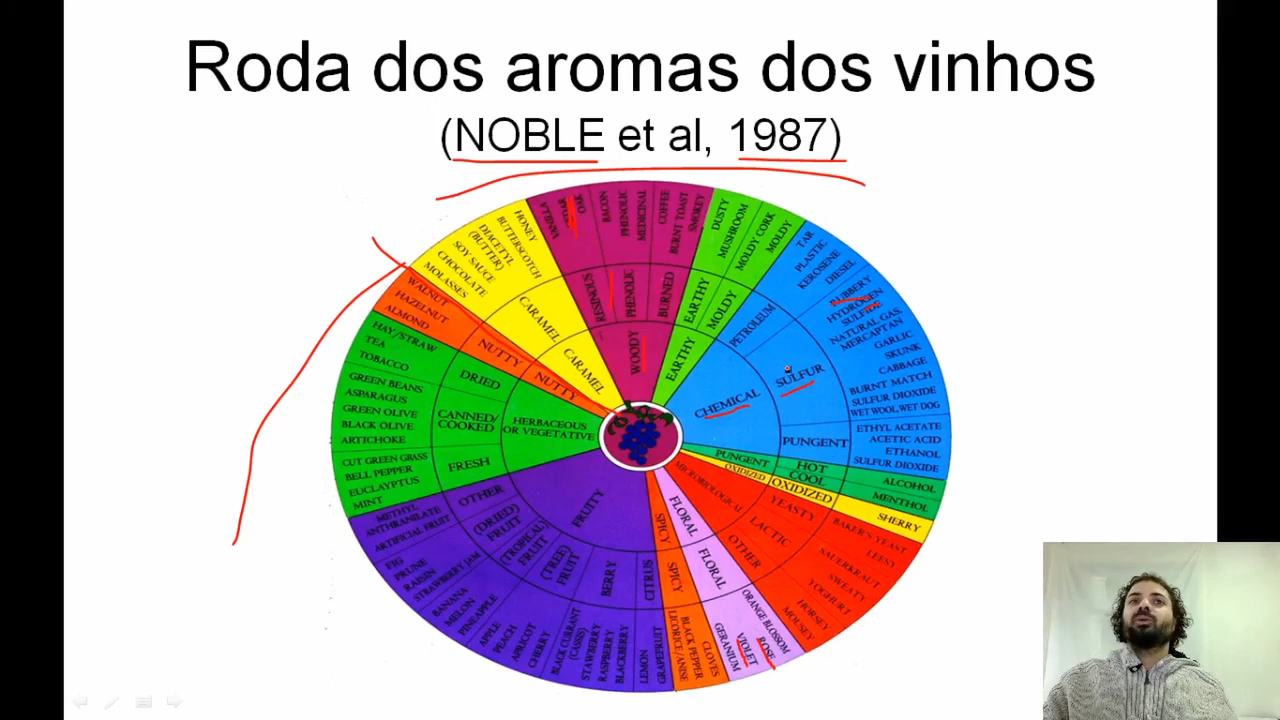 Roda dos aromas dos vinhos
(NOBLE et al, 1987)
WOODY
RESINOUS
VANILLA
CEDAR
OAK
PHENOLIC
BACON
PHENOLIC
MEDICINAL
BURNED
COFFEE
BURNT TOAST
SMOKEY
EARTHY
EARTHY
DUSTY
MUSHROOM
MOLDY
MOLDY CORK
MOLDY
CHEMICAL
PETROLEUM
TAR
PLASTIC
KEROSENE
DIESEL
SULFUR
RUBBERY
HYDROGEN
SULFIDE
NATURAL GAS,
MERCAPTAN
GARLIC
SKUNK
CABBAGE
BURNT MATCH
SULFUR DIOXIDE
WET WOOL, WET DOG
PUNGENT
ETHYL ACETATE
ACETIC ACID
ETHANOL
SULFUR DIOXIDE
PUNGENT
HOT
ALCOHOL
COOL
MENTHOL
OXIDIZED
OXIDIZED
SHERRY
MICROBIOLOGICAL
YEASTY
BAKER'S YEAST
LEESY
LACTIC
SAUERKRAUT
SWEATY
YOGHURT
OTHER
HORSEY
MOUSEY
FLORAL
FLORAL
ORANGE BLOSSOM
ROSE
VIOLET
GERANIUM
SPICY
SPICY
CLOVES
BLACK PEPPER
LICORICE/ANISE
FRUITY
CITRUS
GRAPEFRUIT
LEMON
BERRY
BLACKBERRY
RASPBERRY
STAWBERRY
BLACK CURRANT
(CASSIS)
(TREE)
FRUIT
CHERRY
APRICOT
PEACH
APPLE
(TROPICAL)
FRUIT
PINEAPPLE
MELON
BANANA
(DRIED)
FRUIT
STRAWBERRY JAM
RAISIN
PRUNE
FIG
OTHER
ARTIFICIAL FRUIT
METHYL
ANTHRANILATE
HERBACEOUS
OR VEGETATIVE
FRESH
CUT GREEN GRASS
BELL PEPPER
EUCLAYPTUS
MINT
CANNED/
COOKED
GREEN BEANS
ASPARAGUS
GREEN OLIVE
BLACK OLIVE
ARTICHOKE
DRIED
HAY/STRAW
TEA
TOBACCO
NUTTY
NUTTY
WALNUT
HAZELNUT
ALMOND
CARAMEL
CARAMEL
HONEY
BUTTERSCOTCH
DIACETYL
(BUTTER)
SOY SAUCE
CHOCOLATE
MOLASSES